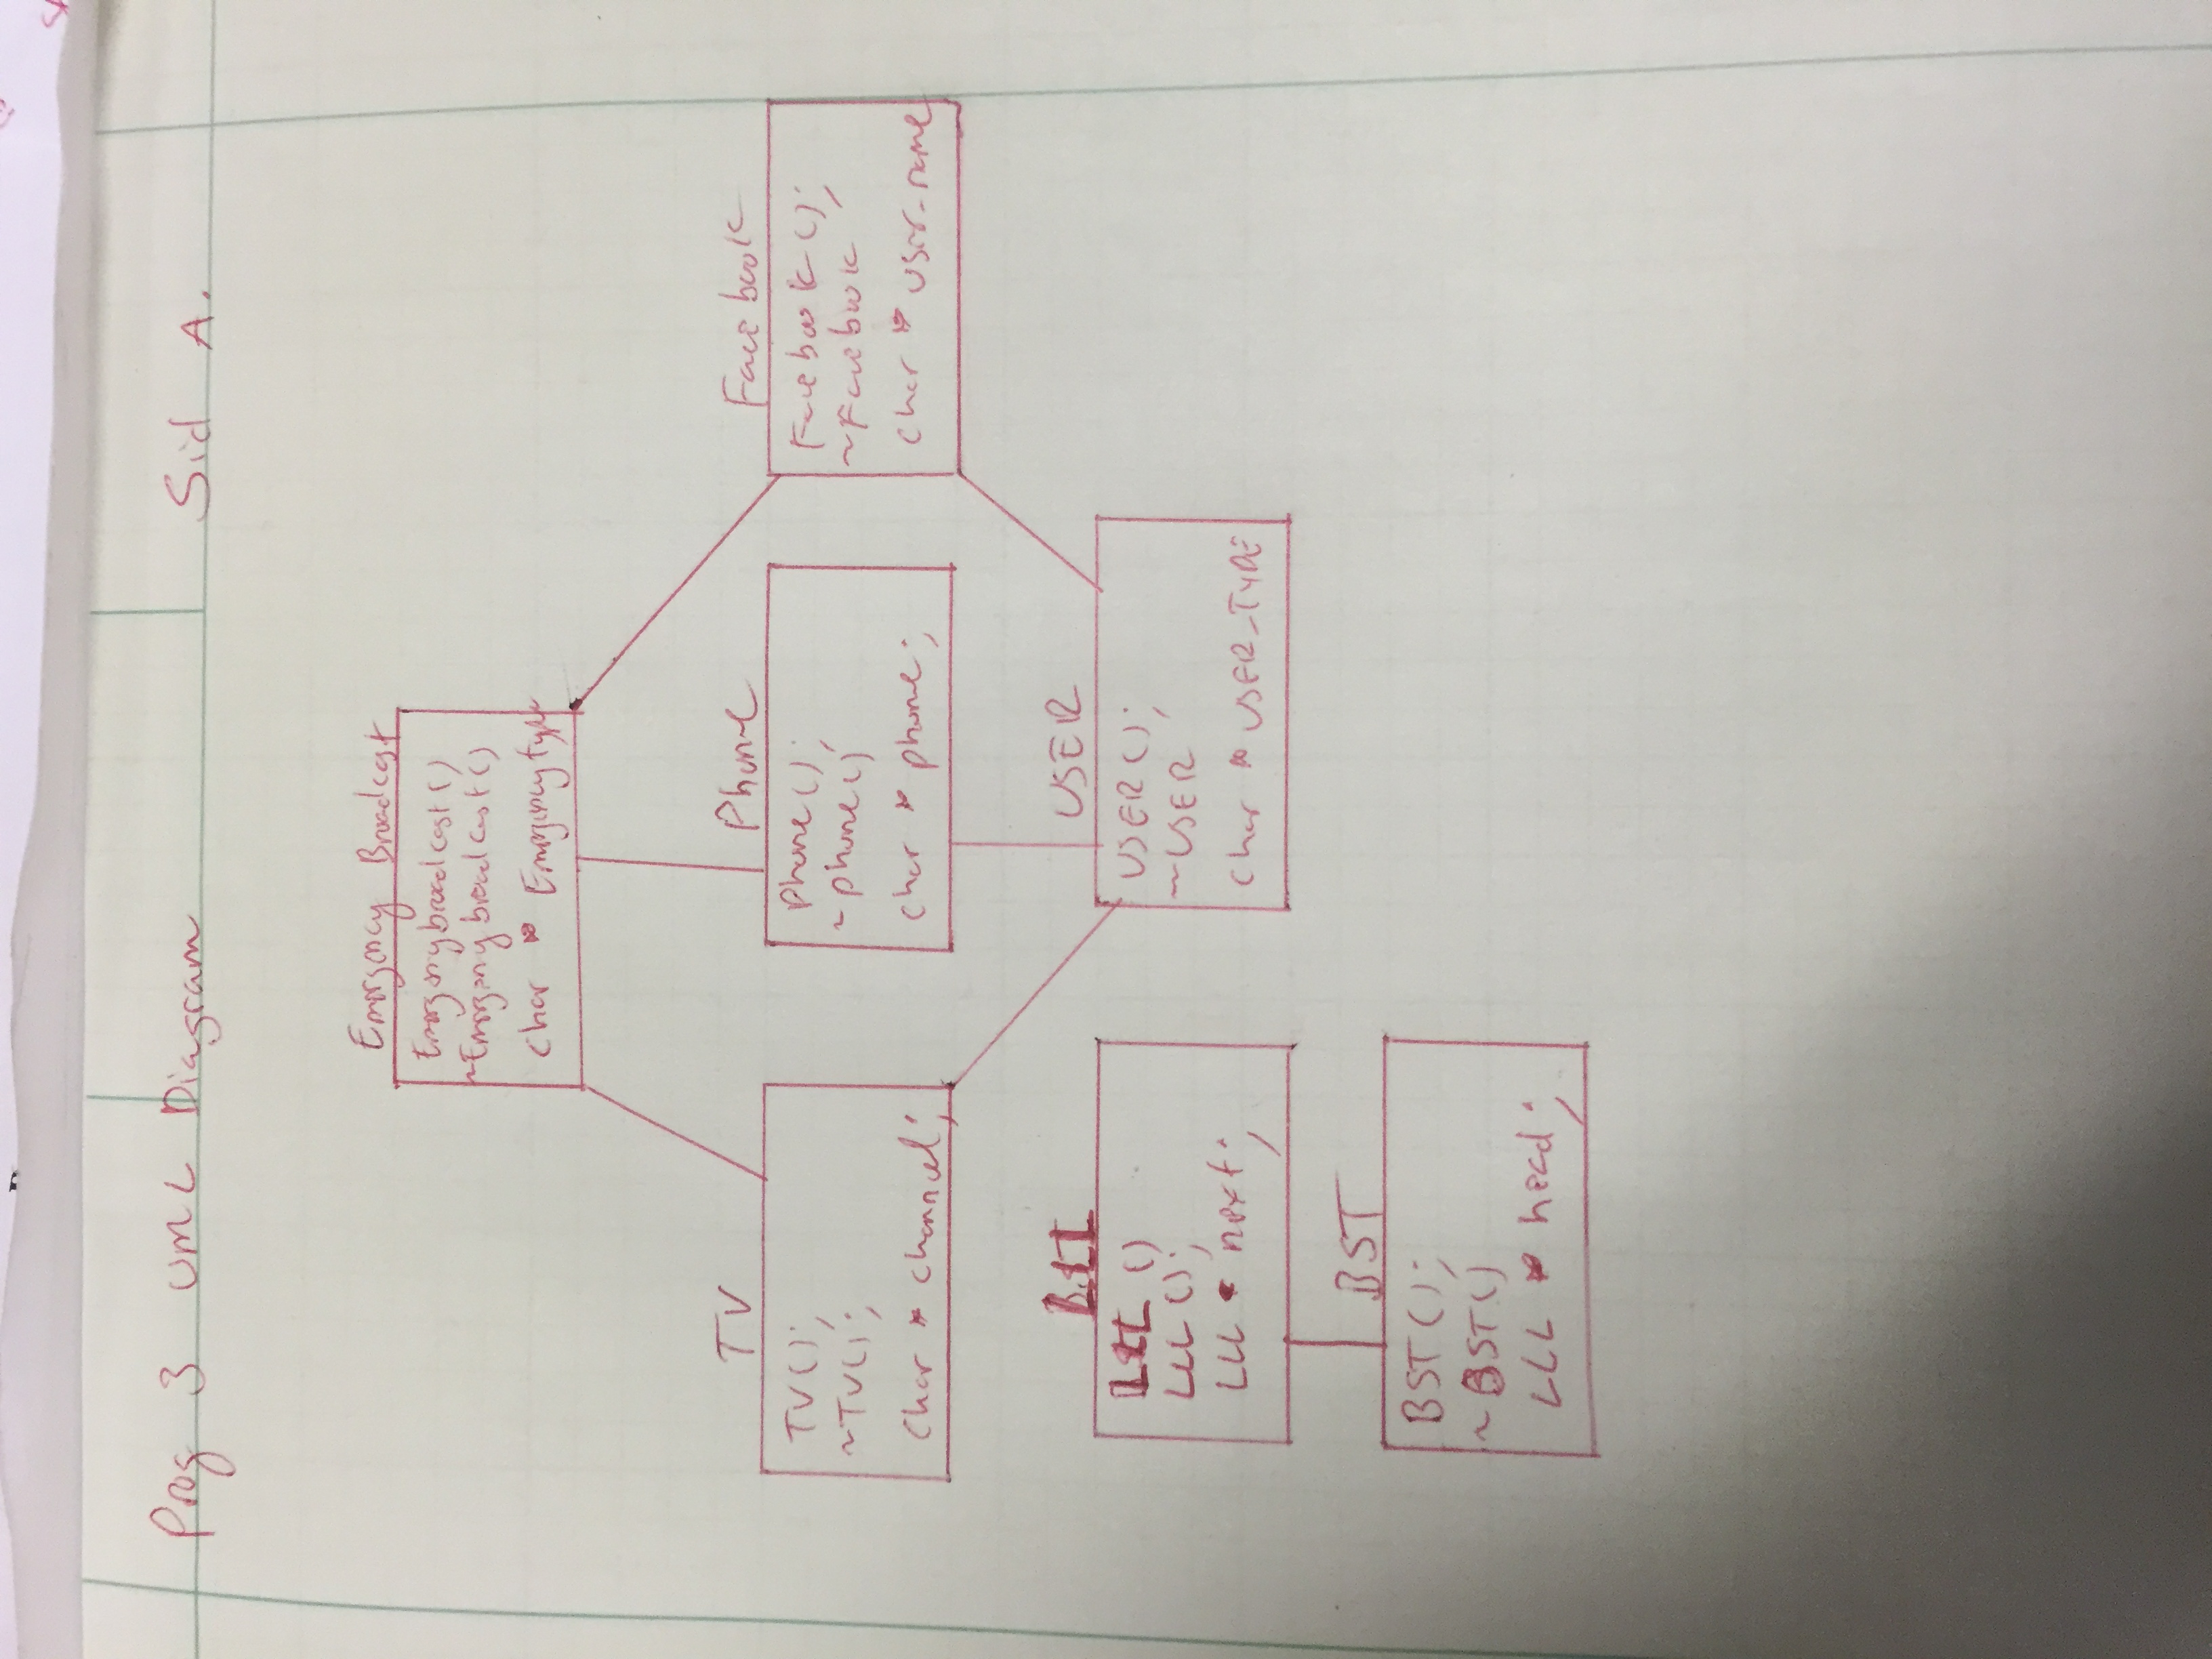 Prog 3 UML Diagram
Sid A.
Emergency Broadcast
Emergencybroadcast()
~Emergencybroadcast()
char * Emergencytype
TV
TV();
~TV();
char * channel;
Phone
phone();
~phone()
char * phone;
Facebook
Facebook();
~Facebook
char * user_name
LLL ()
LLL();
LLL * next;
USER
USER();
~USER
char * USER_TYPE
BST
BST();
~BST()
LLL * head;